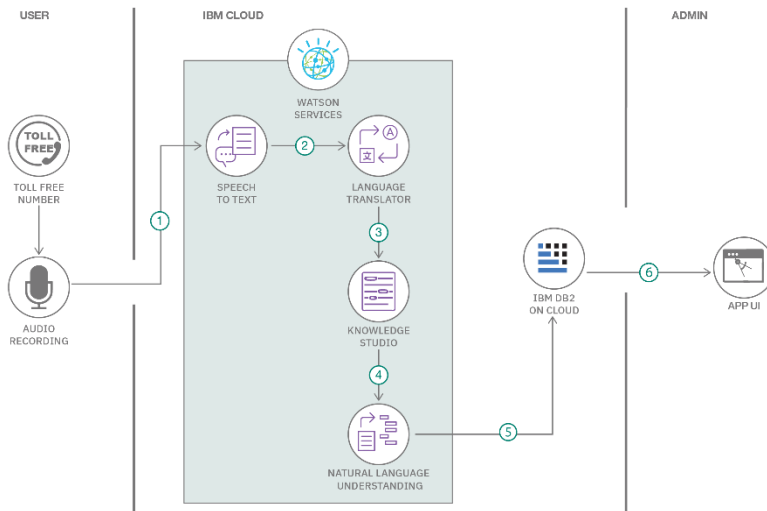 USER
IBM CLOUD
ADMIN
WATSON
SERVICES
TOLL
FREE
TOLL FREE
NUMBER
1
SPEECH
TO TEXT
2
A
文
LANGUAGE
TRANSLATOR
3
AUDIO
RECORDING
KNOWLEDGE
STUDIO
4
NATURAL LANGUAGE
UNDERSTANDING
5
IBM DB2
ON CLOUD
6
APP UI